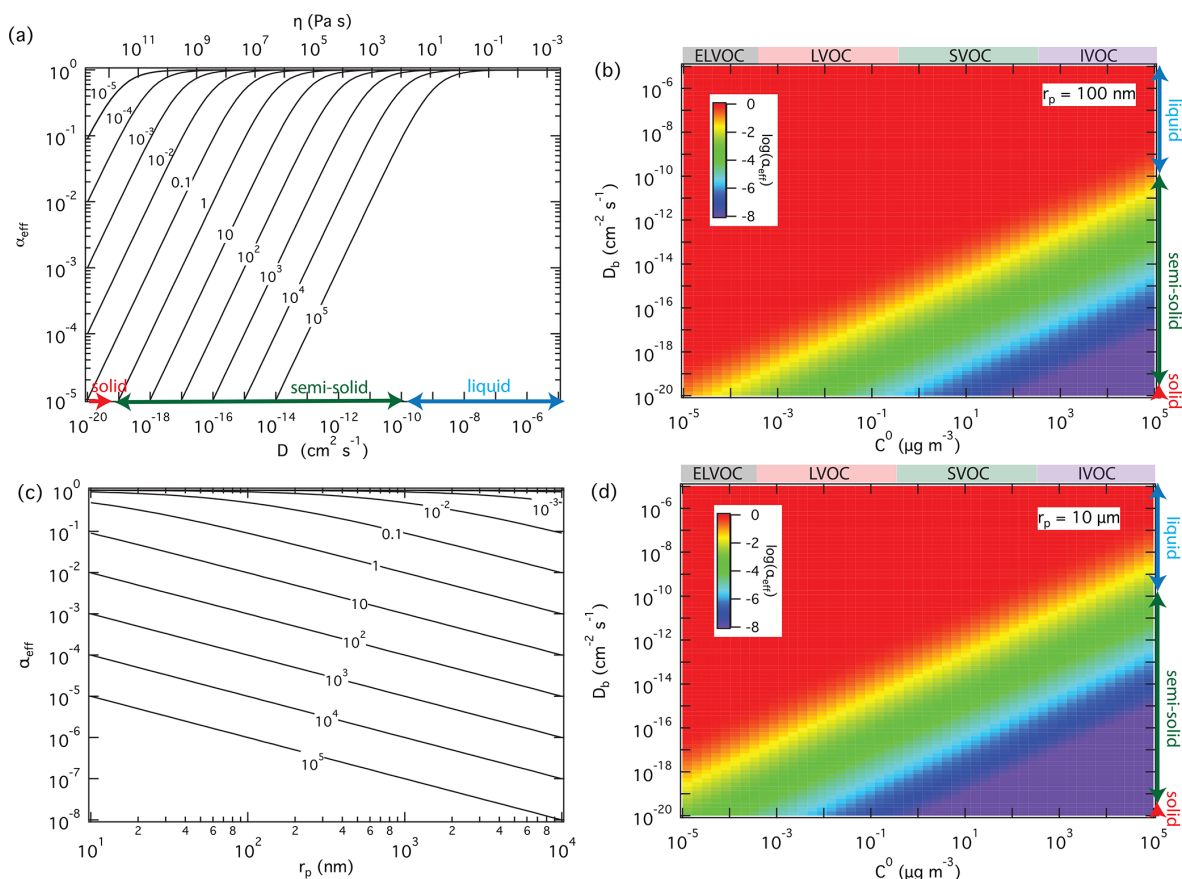 (a)
η (Pa s)
10^11 10^9 10^7 10^5 10^3 10^1 10^-1 10^-3
α_eff
10^0
10^-1
10^-2
10^-3
10^-4
10^-5
10^-5
10^-4
10^-3
10^-2
0.1
1
10
10^2
10^3
10^4
10^5
solid semi-solid liquid
10^-20 10^-18 10^-16 10^-14 10^-12 10^-10 10^-8 10^-6
D (cm^2 s^-1)
(b)
ELVOC LVOC SVOC IVOC
r_p = 100 nm
0
-2
-4
-6
-8
log(α_eff)
D_b (cm^-2 s^-1)
10^-6
10^-8
10^-10
10^-12
10^-14
10^-16
10^-18
10^-20
liquid
semi-solid
solid
10^-5 10^-3 10^-1 10^1 10^3 10^5
C^0 (μg m^-3)
(c)
α_eff
10^0
10^-1
10^-2
10^-3
10^-4
10^-5
10^-6
10^-7
10^-8
10^-3
10^-2
0.1
1
10
10^2
10^3
10^4
10^5
2 4 6 8 2 4 6 8 2 4 6 8
10^1 10^2 10^3 10^4
r_p (nm)
(d)
ELVOC LVOC SVOC IVOC
r_p = 10 μm
0
-2
-4
-6
-8
log(α_eff)
D_b (cm^-2 s^-1)
10^-6
10^-8
10^-10
10^-12
10^-14
10^-16
10^-18
10^-20
liquid
semi-solid
solid
10^-5 10^-3 10^-1 10^1 10^3 10^5
C^0 (μg m^-3)